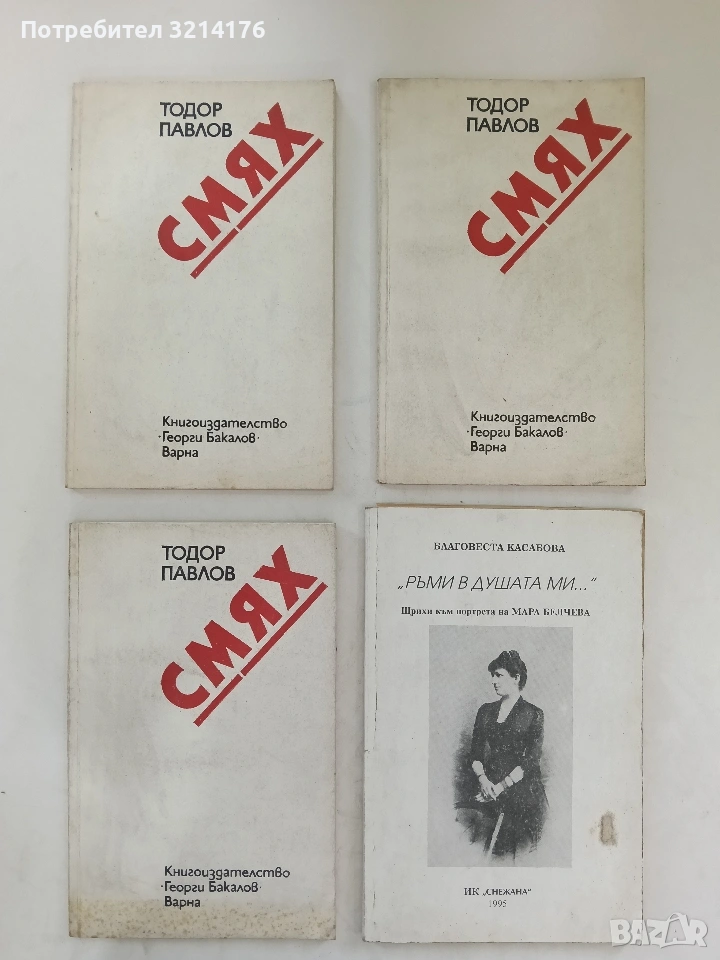 Потребител 3214176
ТОДОР
ПАВЛОВ
СМЯХ
Книгоиздателство
·Георги Бакалов·
Варна
ТОДОР
ПАВЛОВ
СМЯХ
Книгоиздателство
·Георги Бакалов·
Варна
ТОДОР
ПАВЛОВ
СМЯХ
Книгоиздателство
·Георги Бакалов·
Варна
БЛАГОВЕСТА КАСАБОВА
„РЪМИ В ДУШАТА МИ...“
Щрихи към портрета на МАРА БЕЛЧЕВА
ИК „СНЕЖАНА“
1995
BAZAR